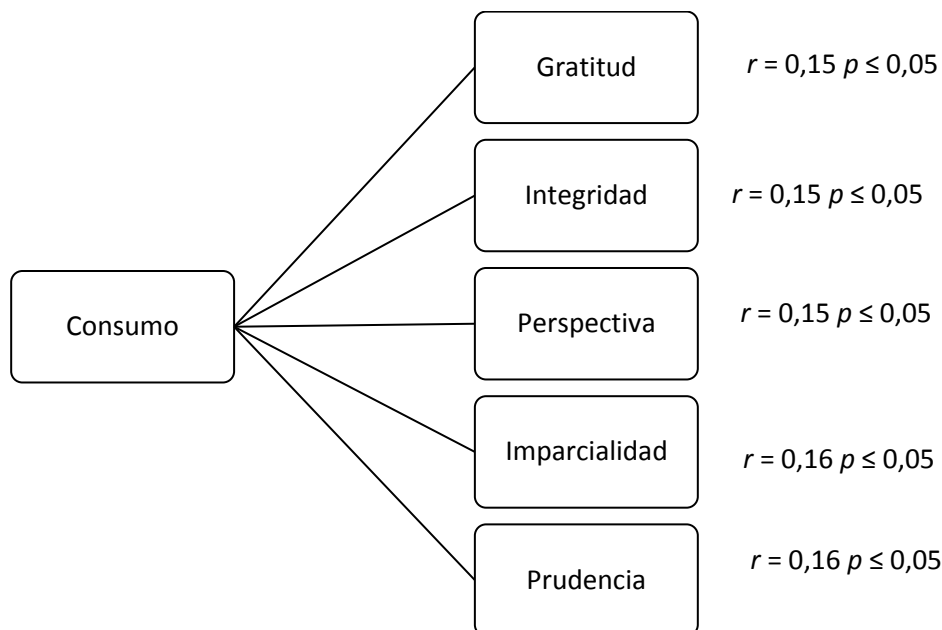 Gratitud
r = 0,15 p ≤ 0,05
Integridad
r = 0,15 p ≤ 0,05
Consumo
Perspectiva
r = 0,15 p ≤ 0,05
Imparcialidad
r = 0,16 p ≤ 0,05
Prudencia
r = 0,16 p ≤ 0,05